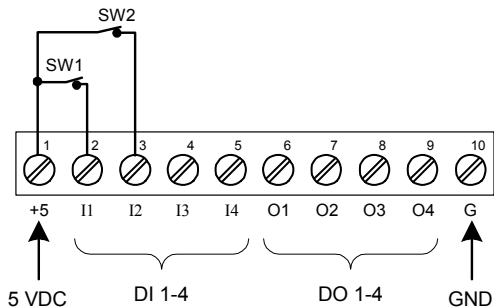 SW2
SW1
1 2 3 4 5 6 7 8 9 10
+5 I1 I2 I3 I4 O1 O2 O3 O4 G
5 VDC DI 1-4 DO 1-4 GND